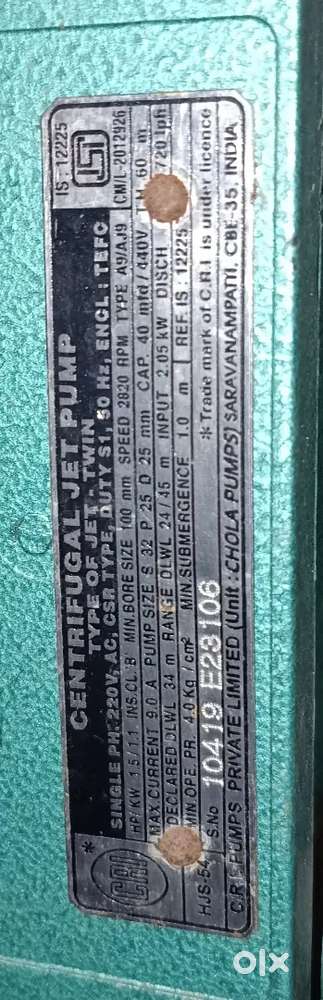 IS : 12225
CM/L-2012926
CENTRIFUGAL JET PUMP
TYPE OF JET - TWIN
SINGLE PH. 220V, AC, CSR TYPE, DUTY S1, 50 Hz, ENCL : TEFC
HP/KW 1.5/1.1 INS.CL. B MIN.BORE SIZE 100 mm SPEED 2820 RPM TYPE A9/AJ9
MAX CURRENT 9.0 A PUMP SIZE S 32 P 25 D 25 mm CAP. 40 mfd/440V TH 60 m
DECLARED DLWL 34 m RANGE DLWL 24/45 m INPUT 2.05 kW DISCH. 720 lph
MIN OPE. PR. Kg/cm² MIN SUBMERGENCE 1.0 m REF. IS : 12225
HJS-54 S.No 10419 E23106
* Trade mark of C.R.I. is under licence
C.R.I. PUMPS PRIVATE LIMITED (Unit : CHOLA PUMPS) SARAVANAMPATTI, CBE-35, INDIA.
*
CRI
olx